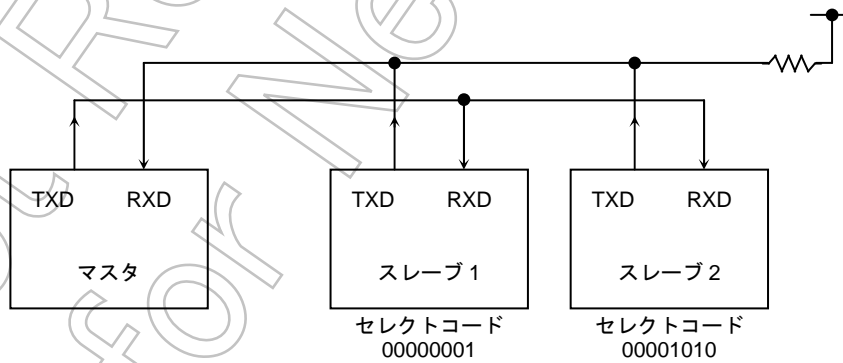 TXD RXD
マスタ
TXD RXD
スレーブ 1
セレクトコード
00000001
TXD RXD
スレーブ 2
セレクトコード
00001010